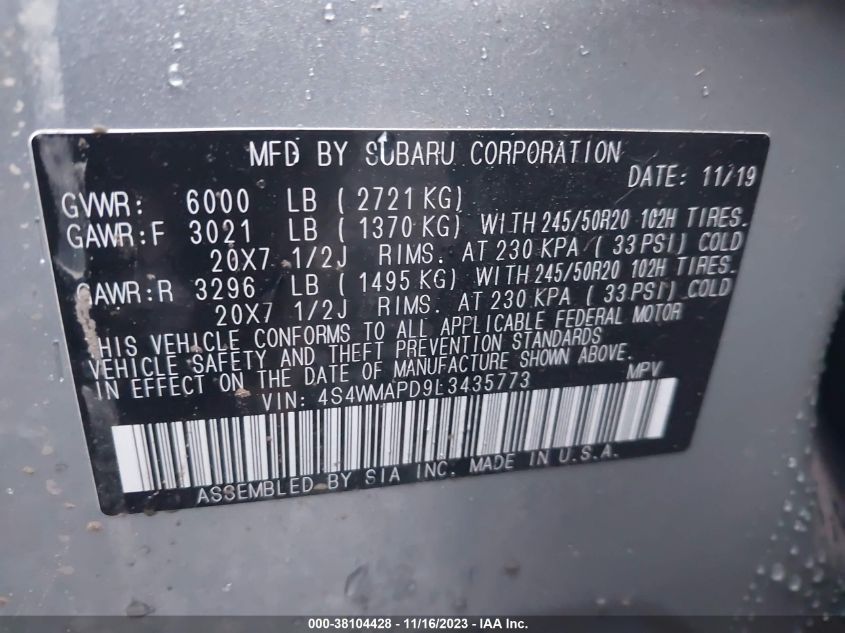 MFD BY SUBARU CORPORATION
DATE: 11/19
GVWR: 6000 LB ( 2721 KG)
GAWR:F 3021 LB ( 1370 KG) WITH 245/50R20 102H TIRES.
20X7 1/2J RIMS. AT 230 KPA ( 33 PSI) COLD
GAWR:R 3296 LB ( 1495 KG) WITH 245/50R20 102H TIRES.
20X7 1/2J RIMS. AT 230 KPA ( 33 PSI) COLD
THIS VEHICLE CONFORMS TO ALL APPLICABLE FEDERAL MOTOR
VEHICLE SAFETY AND THEFT PREVENTION STANDARDS
IN EFFECT ON THE DATE OF MANUFACTURE SHOWN ABOVE.
VIN: 4S4WMAPD9L3435773 MPV
ASSEMBLED BY SIA INC. MADE IN U.S.A.
000-38104428 - 11/16/2023 - IAA Inc.